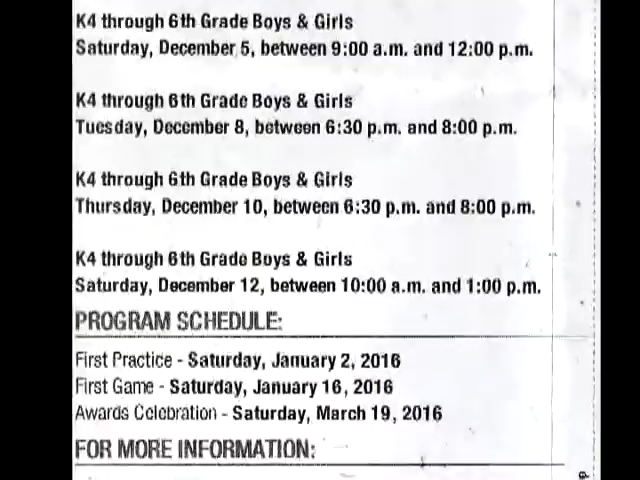 K4 through 6th Grade Boys & Girls
Saturday, December 5, between 9:00 a.m. and 12:00 p.m.
K4 through 6th Grade Boys & Girls
Tuesday, December 8, between 6:30 p.m. and 8:00 p.m.
K4 through 6th Grade Boys & Girls
Thursday, December 10, between 6:30 p.m. and 8:00 p.m.
K4 through 6th Grade Boys & Girls
Saturday, December 12, between 10:00 a.m. and 1:00 p.m.
PROGRAM SCHEDULE:
First Practice - Saturday, January 2, 2016
First Game - Saturday, January 16, 2016
Awards Celebration - Saturday, March 19, 2016
FOR MORE INFORMATION: